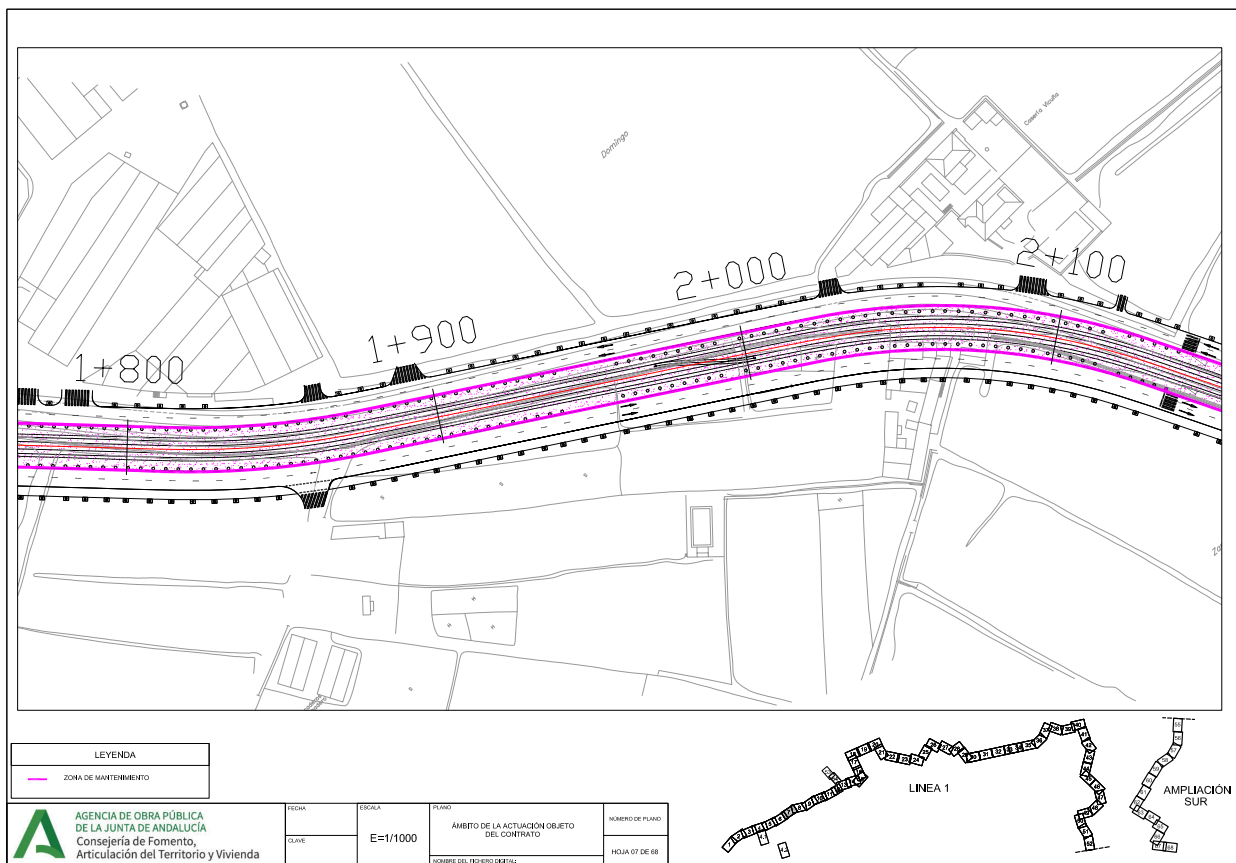 Domingo
Caserío Vicuña
2+100
2+000
1+900
1+800
LEYENDA
ZONA DE MANTENIMIENTO
LINEA 1
AMPLIACIÓN
SUR
AGENCIA DE OBRA PÚBLICA
DE LA JUNTA DE ANDALUCÍA
Consejería de Fomento,
Articulación del Territorio y Vivienda
FECHA
CLAVE
ESCALA
E=1/1000
PLANO
ÁMBITO DE LA ACTUACIÓN OBJETO
DEL CONTRATO
NOMBRE DEL FICHERO DIGITAL:
NÚMERO DE PLANO
HOJA 07 DE 68